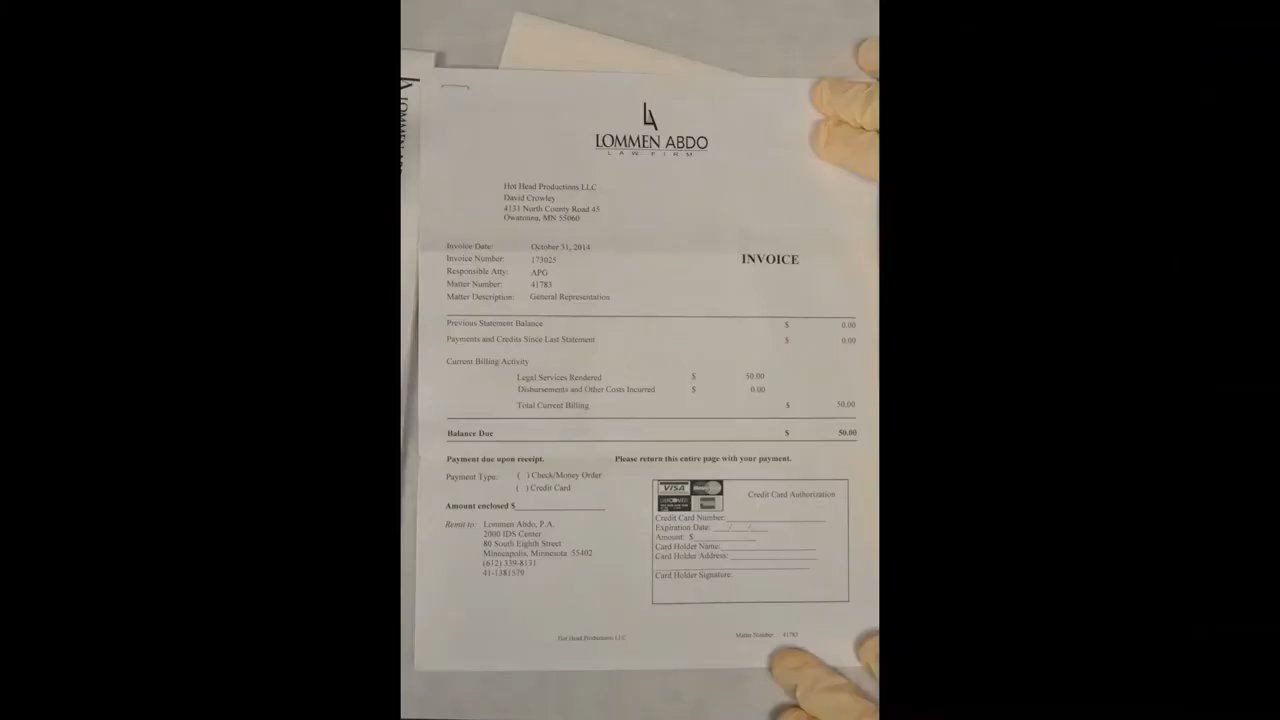 LA
LOMMEN ABDO
LAW FIRM
Hot Head Productions LLC
David Crowley
4131 North County Road 45
Owatonna, MN 55060
Invoice Date: October 31, 2014
Invoice Number: 173025
INVOICE
Responsible Atty: APG
Matter Number: 41783
Matter Description: General Representation
Previous Statement Balance $ 0.00
Payments and Credits Since Last Statement $ 0.00
Current Billing Activity
Legal Services Rendered $ 50.00
Disbursements and Other Costs Incurred $ 0.00
Total Current Billing $ 50.00
Balance Due $ 50.00
Payment due upon receipt. Please return this entire page with your payment.
Payment Type: ( ) Check/Money Order
( ) Credit Card
Amount enclosed $
Remit to: Lommen Abdo, P.A.
2000 IDS Center
80 South Eighth Street
Minneapolis, Minnesota 55402
(612) 339-8131
41-1381579
VISA
Credit Card Authorization
Credit Card Number:
Expiration Date: / /
Amount: $
Card Holder Name:
Card Holder Address:
Card Holder Signature:
Hot Head Productions LLC Matter Number 41783